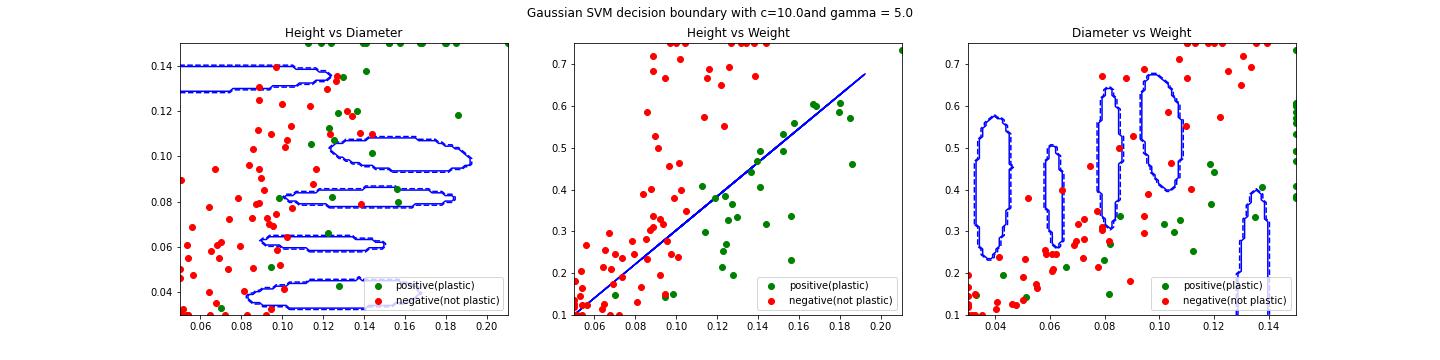 Gaussian SVM decision boundary with c=10.0and gamma = 5.0
Height vs Diameter
0.14
0.12
0.10
0.08
0.06
0.04
0.06 0.08 0.10 0.12 0.14 0.16 0.18 0.20
positive(plastic)
negative(not plastic)
Height vs Weight
0.7
0.6
0.5
0.4
0.3
0.2
0.1
0.06 0.08 0.10 0.12 0.14 0.16 0.18 0.20
positive(plastic)
negative(not plastic)
Diameter vs Weight
0.7
0.6
0.5
0.4
0.3
0.2
0.1
0.04 0.06 0.08 0.10 0.12 0.14
positive(plastic)
negative(not plastic)